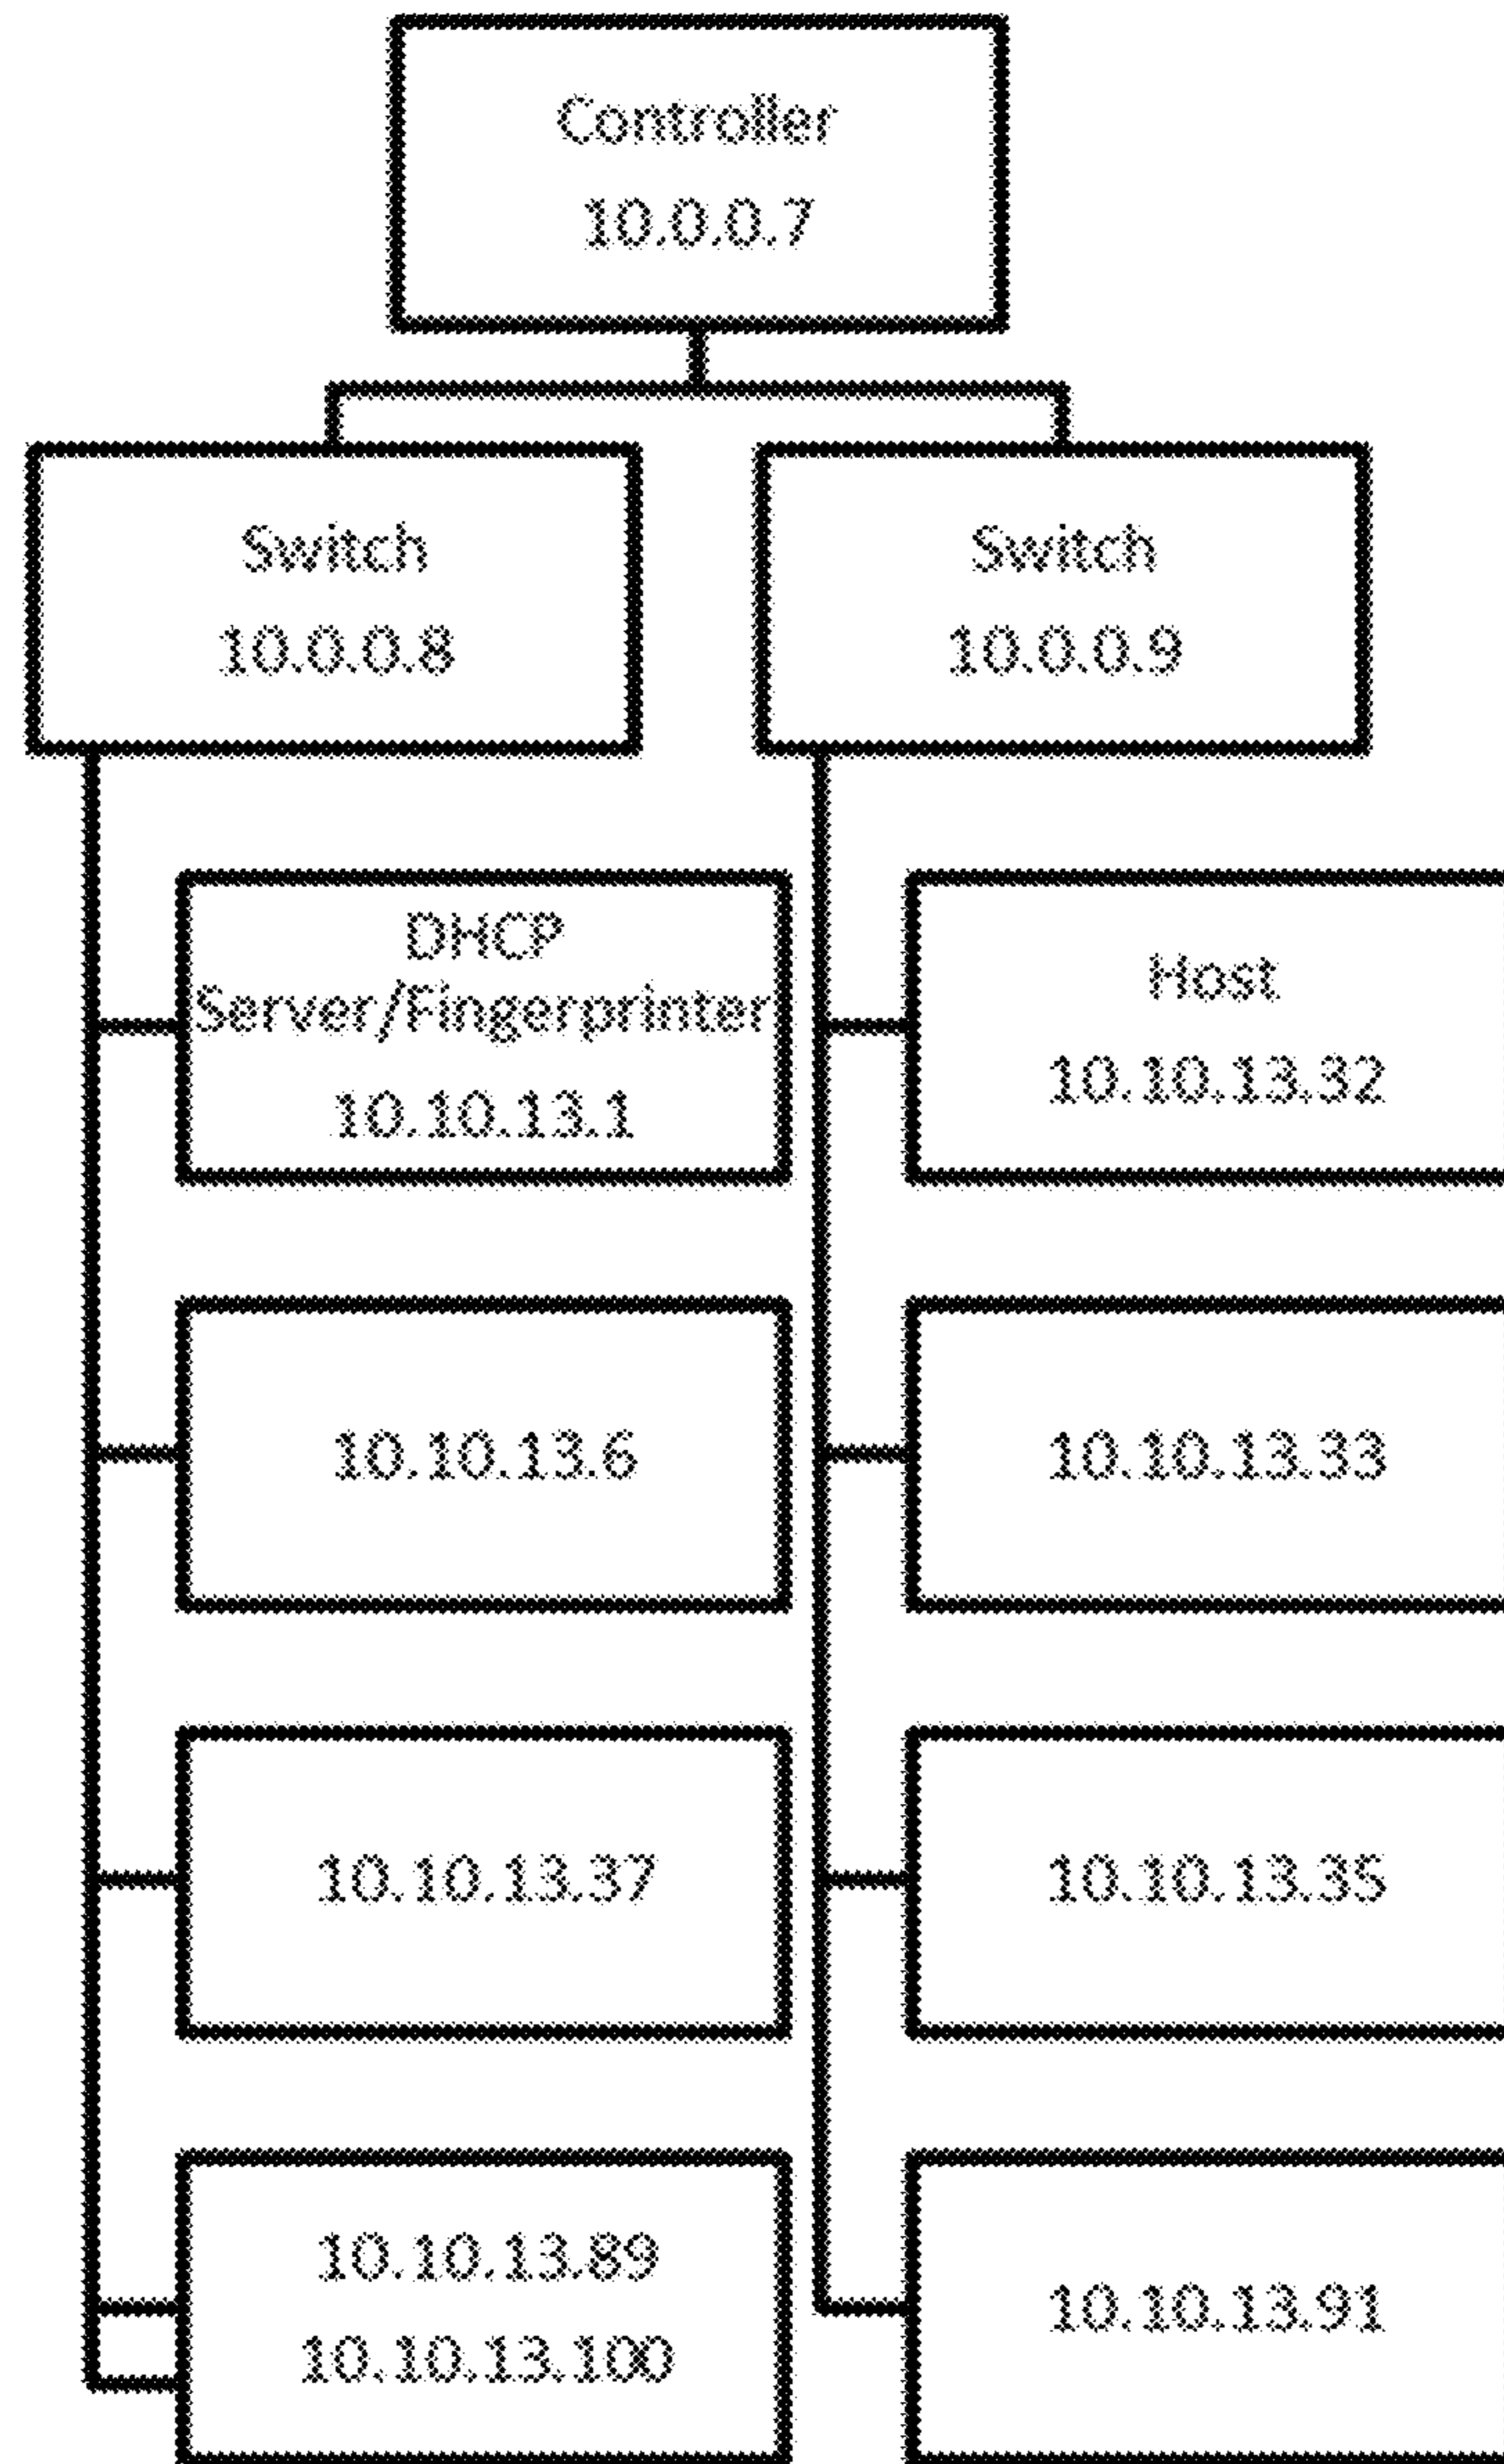 Controller
10.0.0.7
Switch
10.0.0.8
Switch
10.0.0.9
DHCP
Server/Fingerprinter
10.10.13.1
Host
10.10.13.32
10.10.13.6
10.10.13.33
10.10.13.37
10.10.13.35
10.10.13.89
10.10.13.100
10.10.13.91